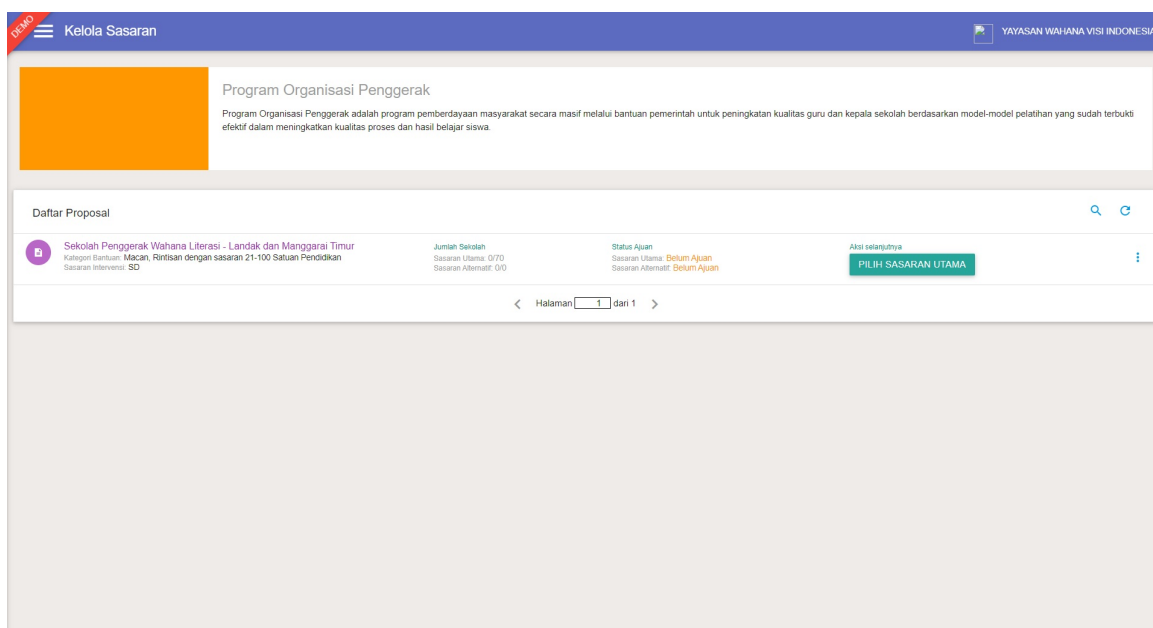 DEMO
Kelola Sasaran
YAYASAN WAHANA VISI INDONESIA
Program Organisasi Penggerak
Program Organisasi Penggerak adalah program pemberdayaan masyarakat secara masif melalui bantuan pemerintah untuk peningkatan kualitas guru dan kepala sekolah berdasarkan model-model pelatihan yang sudah terbukti
efektif dalam meningkatkan kualitas proses dan hasil belajar siswa.
Daftar Proposal
Sekolah Penggerak Wahana Literasi - Landak dan Manggarai Timur
Kategori Bantuan: Macan, Rintisan dengan sasaran 21-100 Satuan Pendidikan
Sasaran Intervensi: SD
Jumlah Sekolah
Sasaran Utama: 0/70
Sasaran Alternatif: 0/0
Status Ajuan
Sasaran Utama: Belum Ajuan
Sasaran Alternatif: Belum Ajuan
Aksi selanjutnya
PILIH SASARAN UTAMA
Halaman 1 dari 1